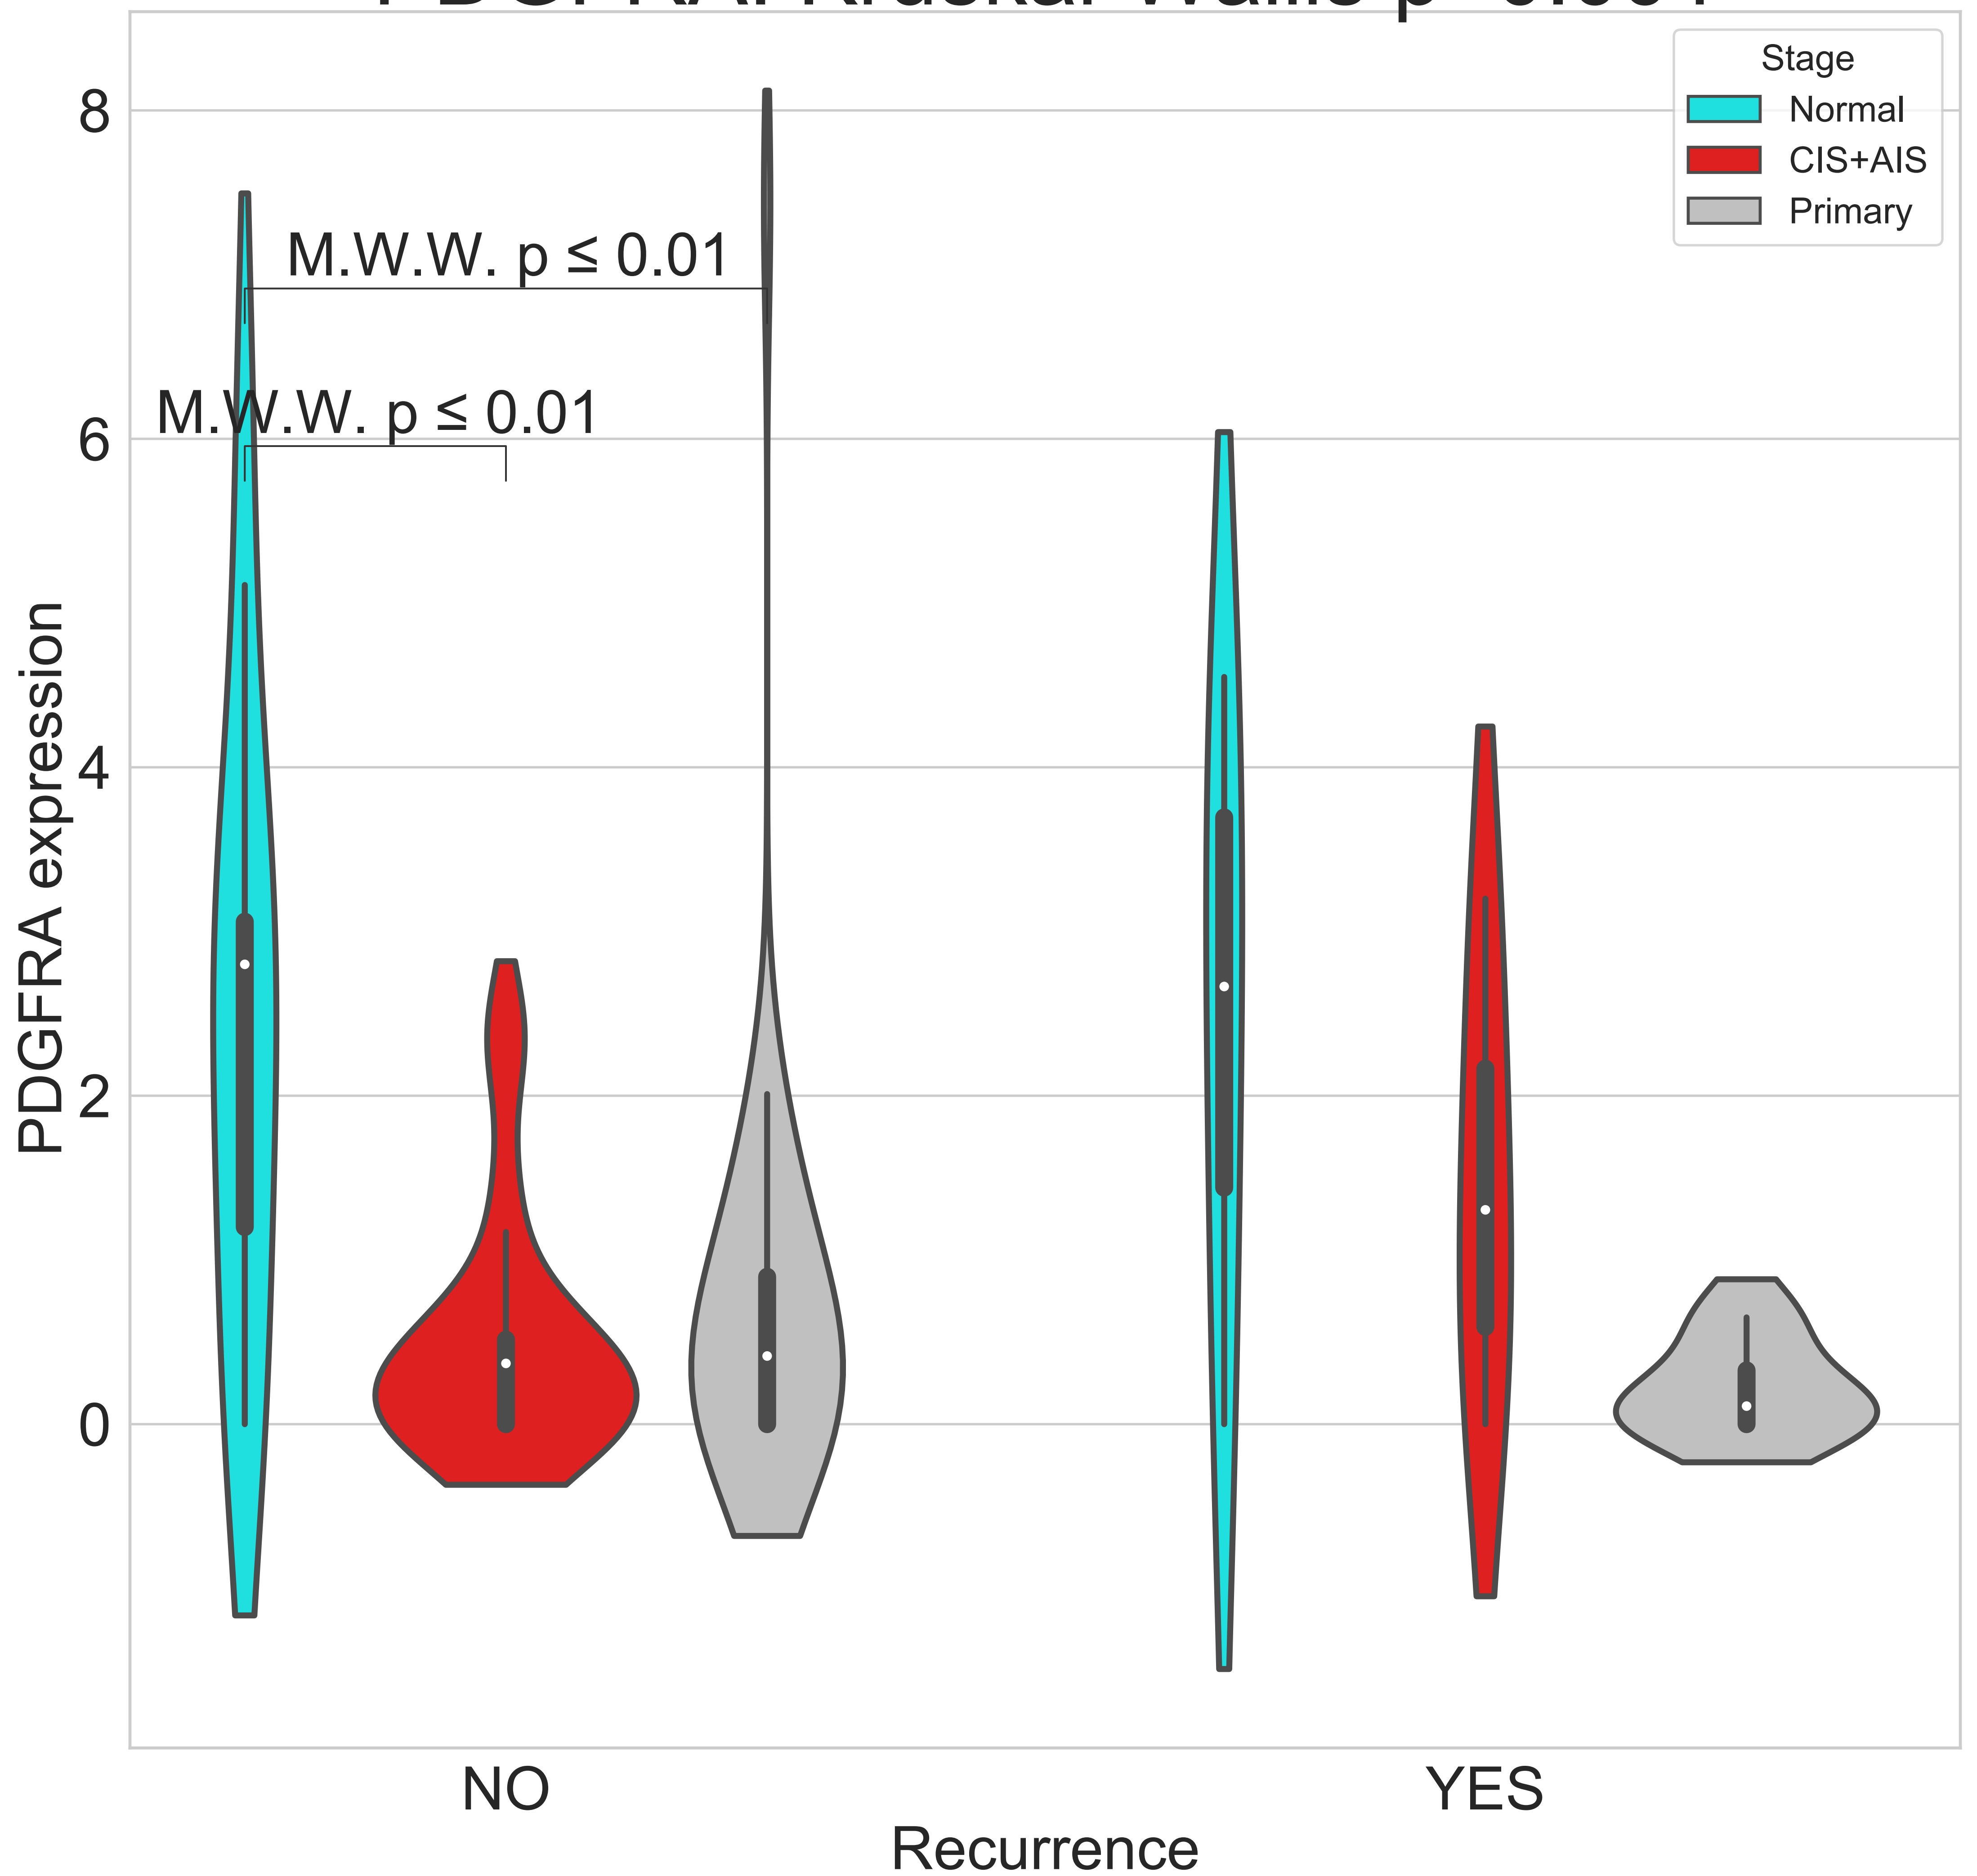 Stage
Normal
CIS+AIS
Primary
8
6
4
2
0
M.W.W. p ≤ 0.01
M.W.W. p ≤ 0.01
PDGFRA expression
NO
YES
Recurrence